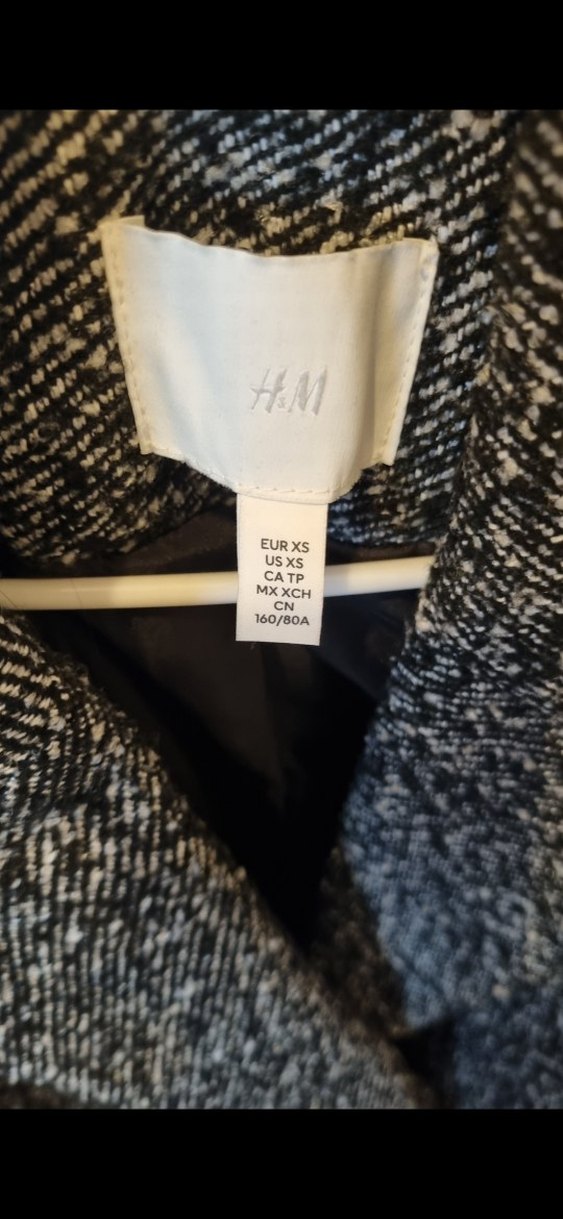 H&M
EUR XS
US XS
CA TP
MX XCH
CN
160/80A